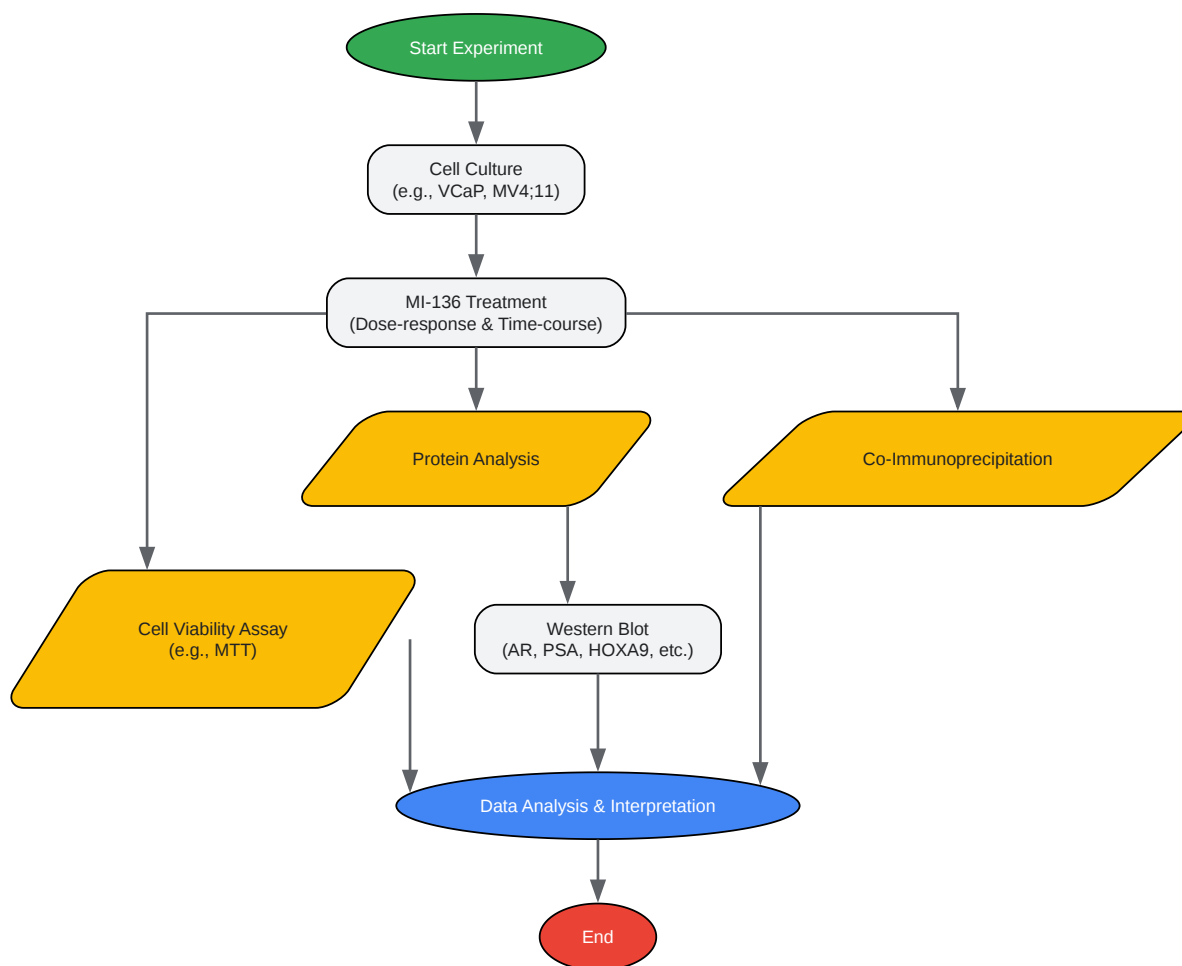 Start Experiment
Cell Culture
(e.g., VCaP, MV4;11)
MI-136 Treatment
(Dose-response & Time-course)
Protein Analysis
Co-Immunoprecipitation
Cell Viability Assay
(e.g., MTT)
Western Blot
(AR, PSA, HOXA9, etc.)
Data Analysis & Interpretation
End